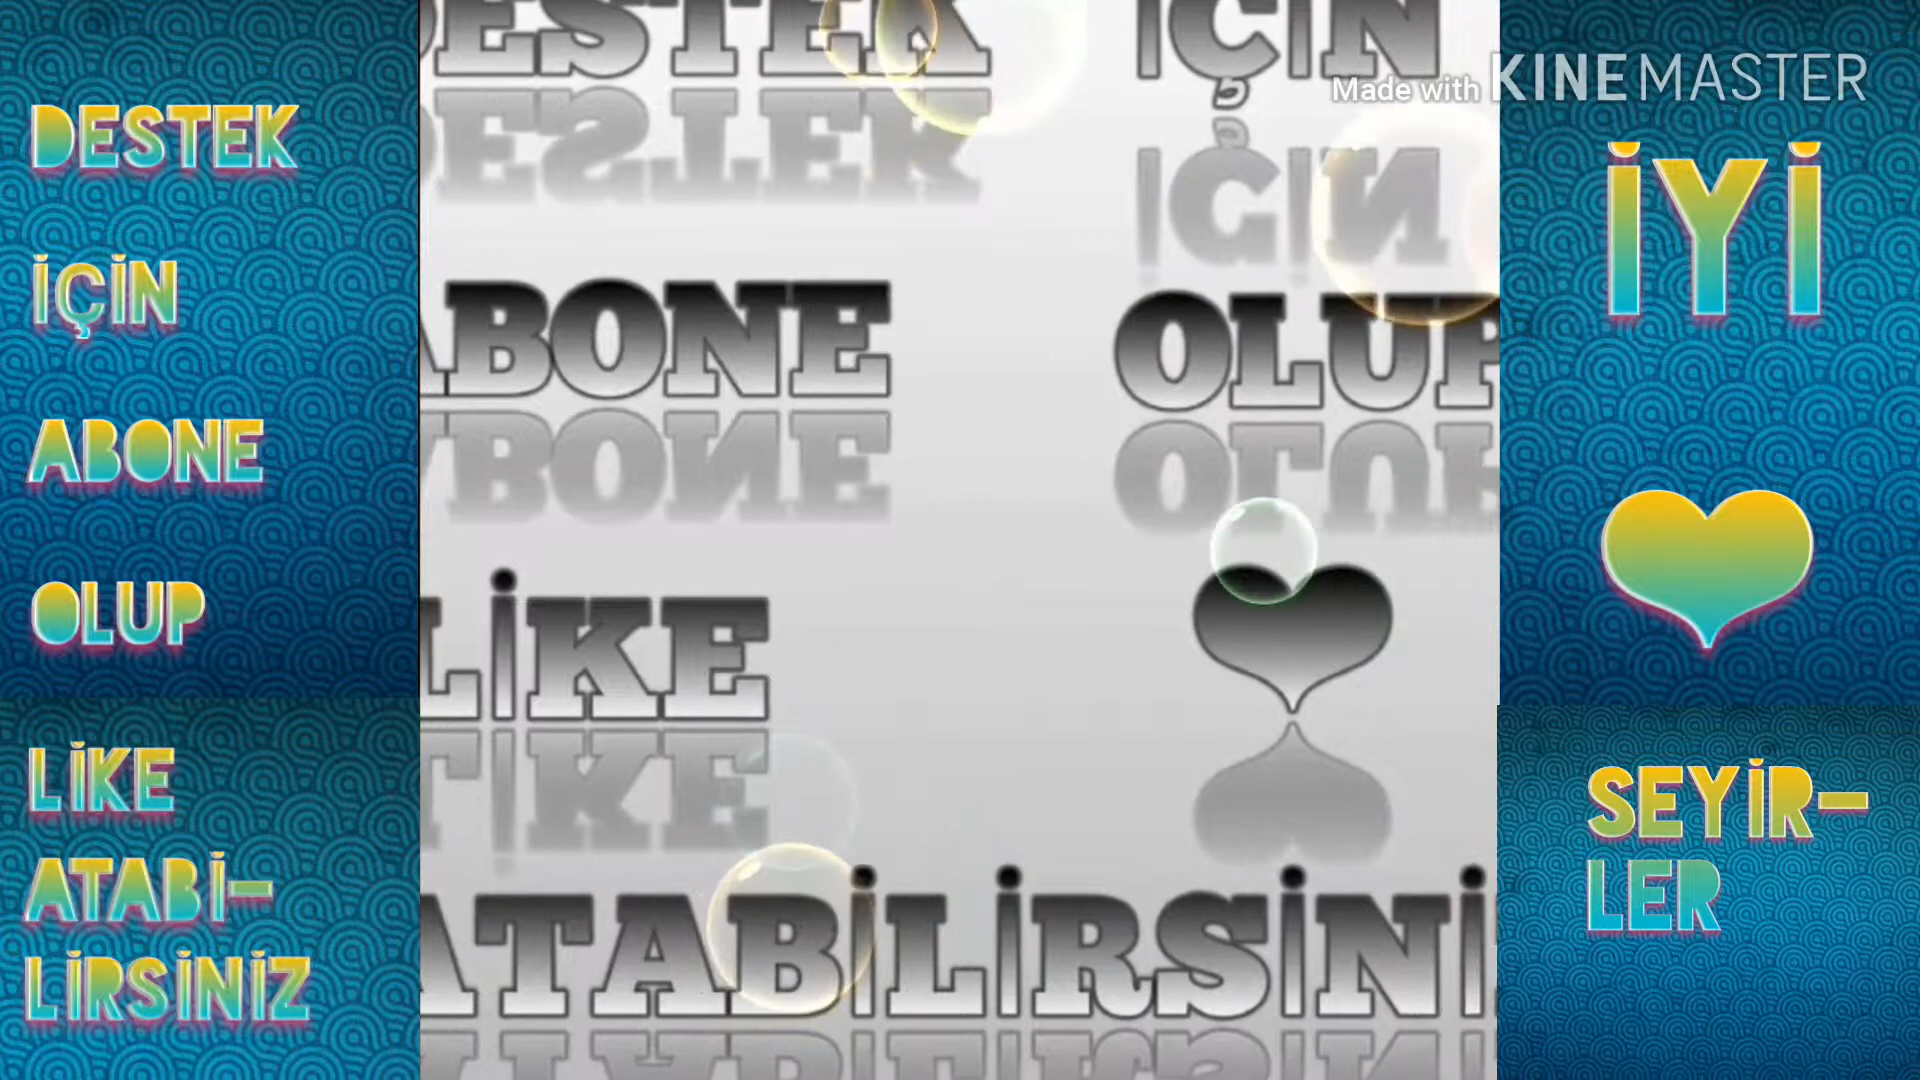 DESTEK
İÇİN
ABONE
OLUP
LİKE
ATABİ-
LİRSİNİZ
DESTEK İÇİN
ABONE OLUP
LİKE
ATABİLİRSİNİ
Made with KINEMASTER
İYİ
SEYİR-
LER